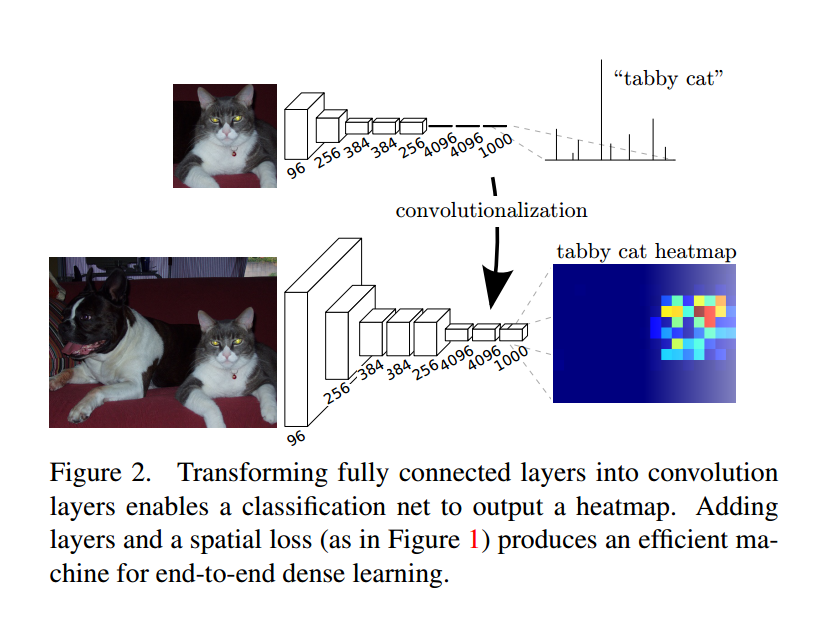 “tabby cat”
96
256
384
384
256
4096
4096
1000
convolutionalization
tabby cat heatmap
96
256
384
384
256
4096
4096
1000
Figure 2. Transforming fully connected layers into convolution
layers enables a classification net to output a heatmap. Adding
layers and a spatial loss (as in Figure 1) produces an efficient ma-
chine for end-to-end dense learning.